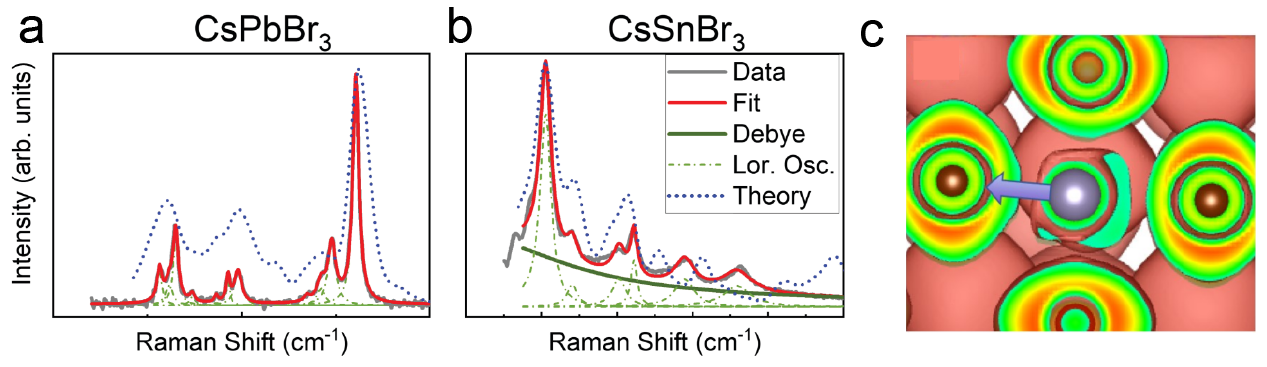 a
CsPbBr3
Intensity (arb. units)
Raman Shift (cm-1)
b
CsSnBr3
Data
Fit
Debye
Lor. Osc.
Theory
Raman Shift (cm-1)
c